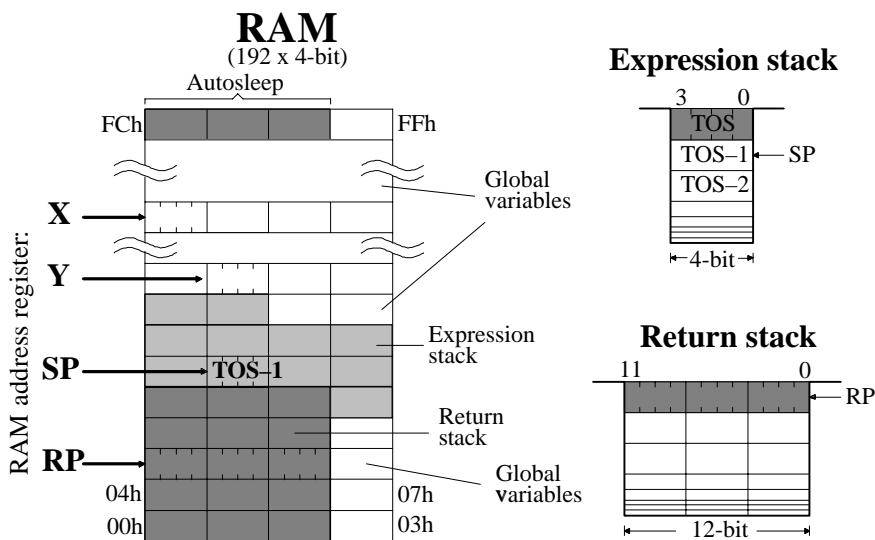 RAM
(192 x 4-bit)
Autosleep
FCh
FFh
X
Y
SP
RP
RAM address register:
TOS–1
04h
00h
07h
03h
Global
variables
Expression
stack
Return
stack
Global
variables
Expression stack
3 0
TOS
TOS–1
SP
TOS–2
4-bit
Return stack
11 0
RP
12-bit